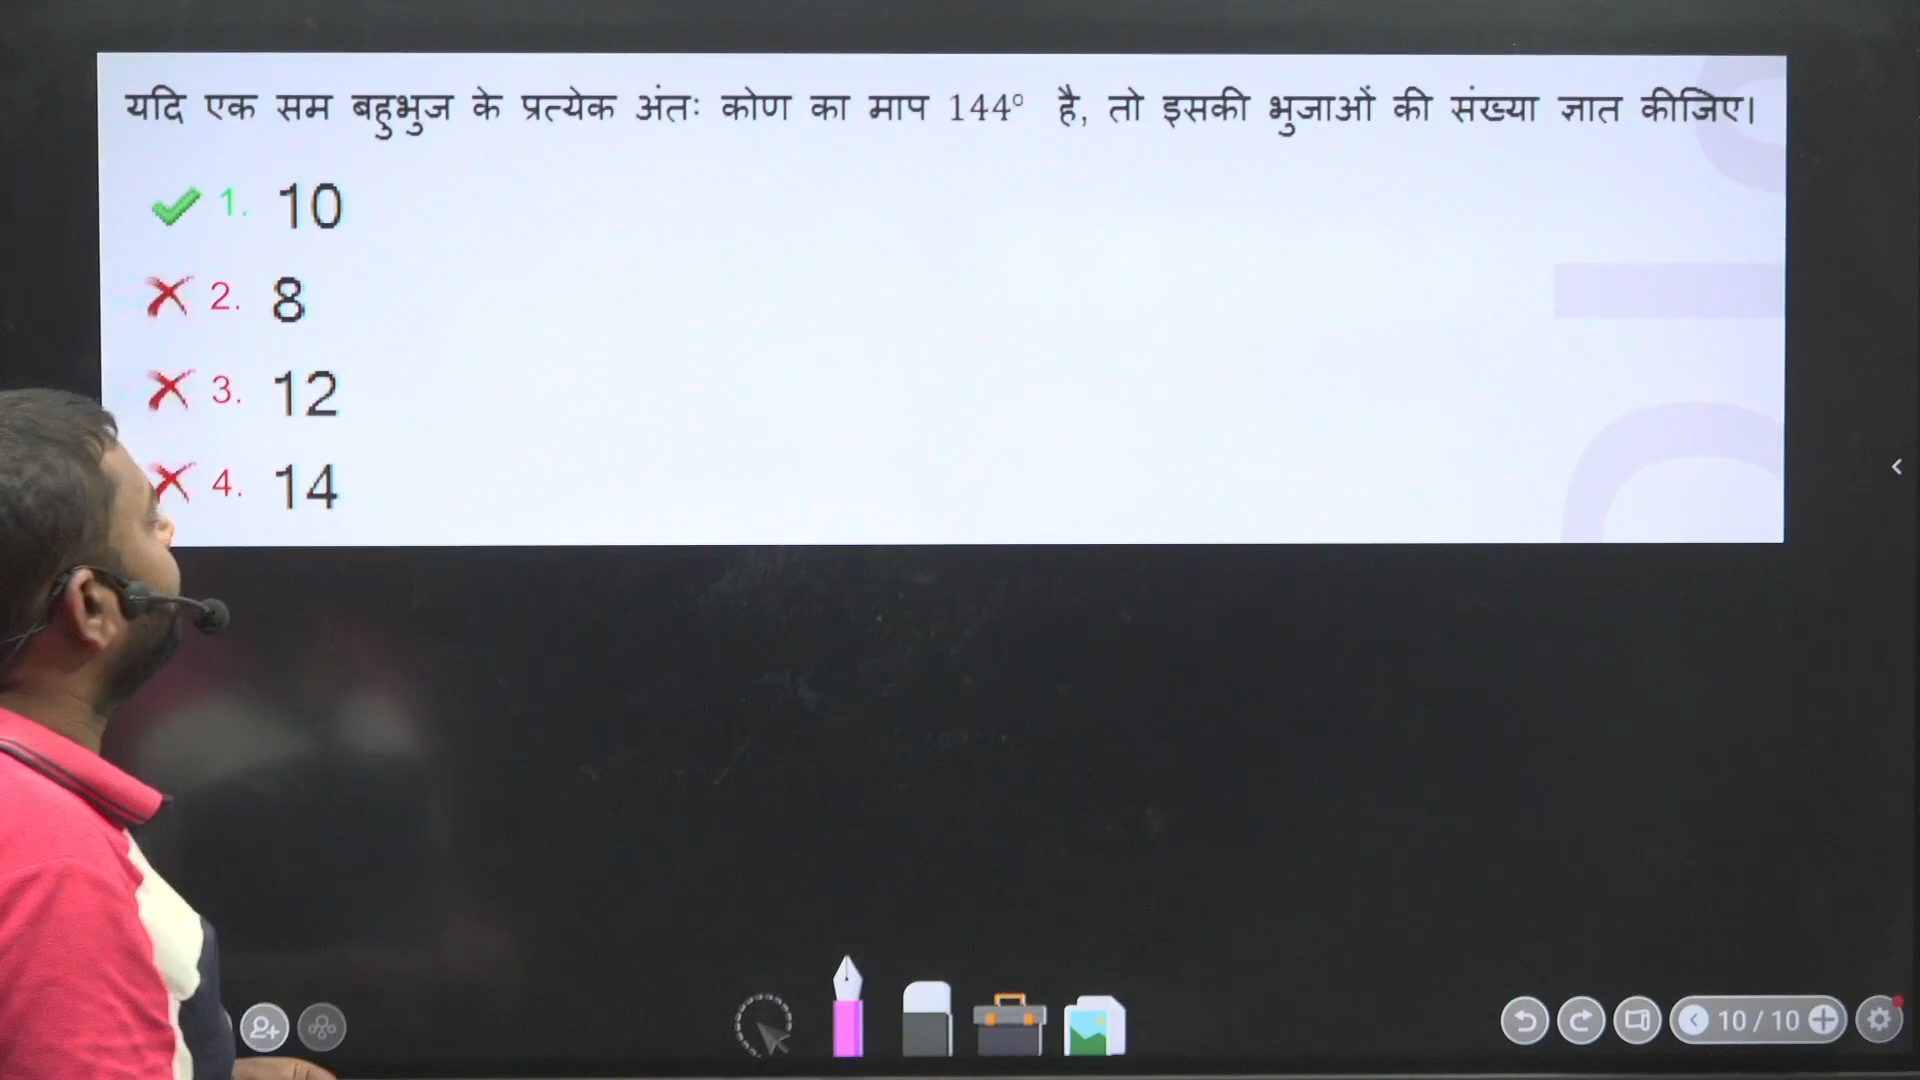 यदि एक सम बहुभुज के प्रत्येक अंतः कोण का माप 144° है, तो इसकी भुजाओं की संख्या ज्ञात कीजिए।
1. 10
2. 8
3. 12
4. 14
10 / 10